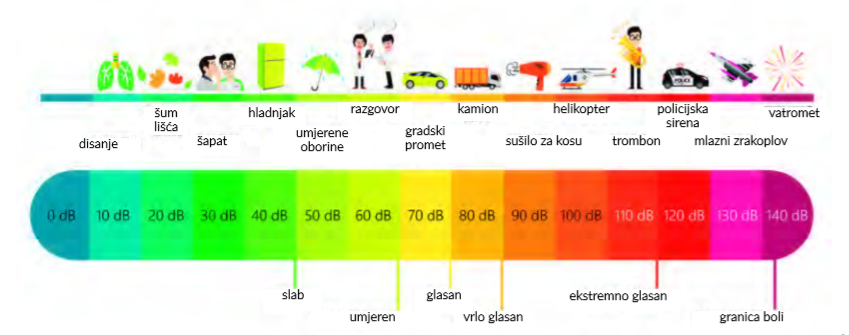 POLICE
disanje
šum
lišća
šapat
hladnjak
umjerene
oborine
razgovor
gradski
promet
kamion
sušilo za kosu
helikopter
trombon
policijska
sirena
mlazni zrakoplov
vatromet
0 dB
10 dB
20 dB
30 dB
40 dB
50 dB
60 dB
70 dB
80 dB
90 dB
100 dB
110 dB
120 dB
130 dB
140 dB
slab
umjeren
glasan
vrlo glasan
ekstremno glasan
granica boli